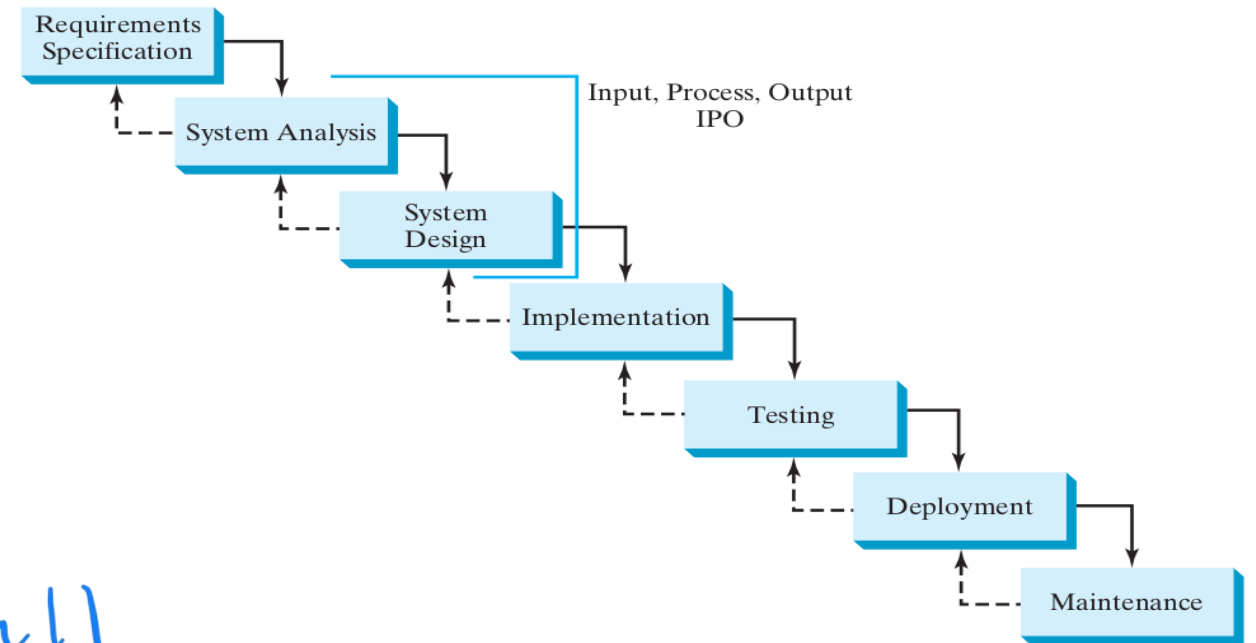 Requirements
Specification
Input, Process, Output
IPO
System Analysis
System
Design
Implementation
Testing
Deployment
Maintenance